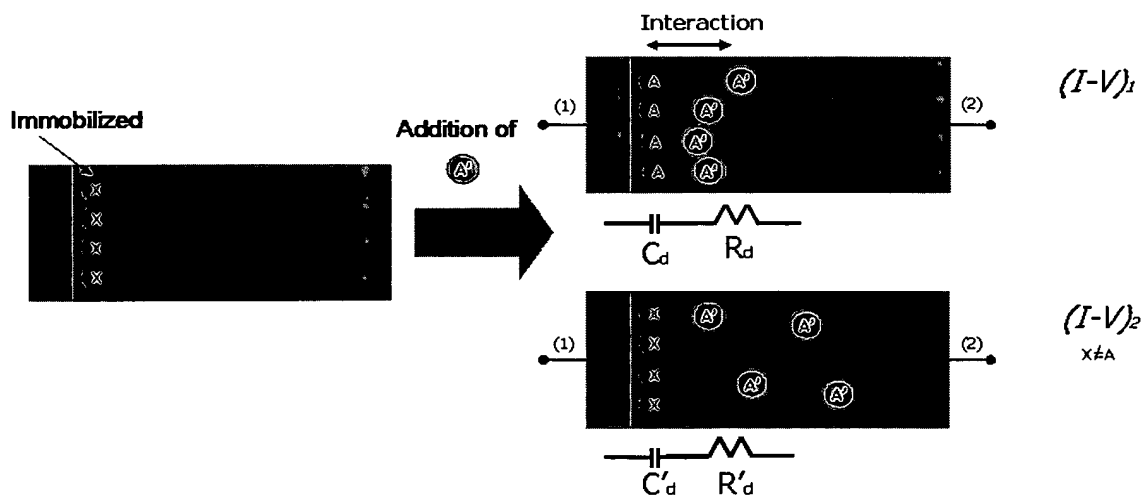 Immobilized
X
X
X
X
Addition of
A'
Interaction
(1)
A A'
A A'
A A'
A A'
(2)
(I-V)1
Cd Rd
(1)
X A' A'
X
X A'
X A'
(2)
(I-V)2
X≠A
C'd R'd